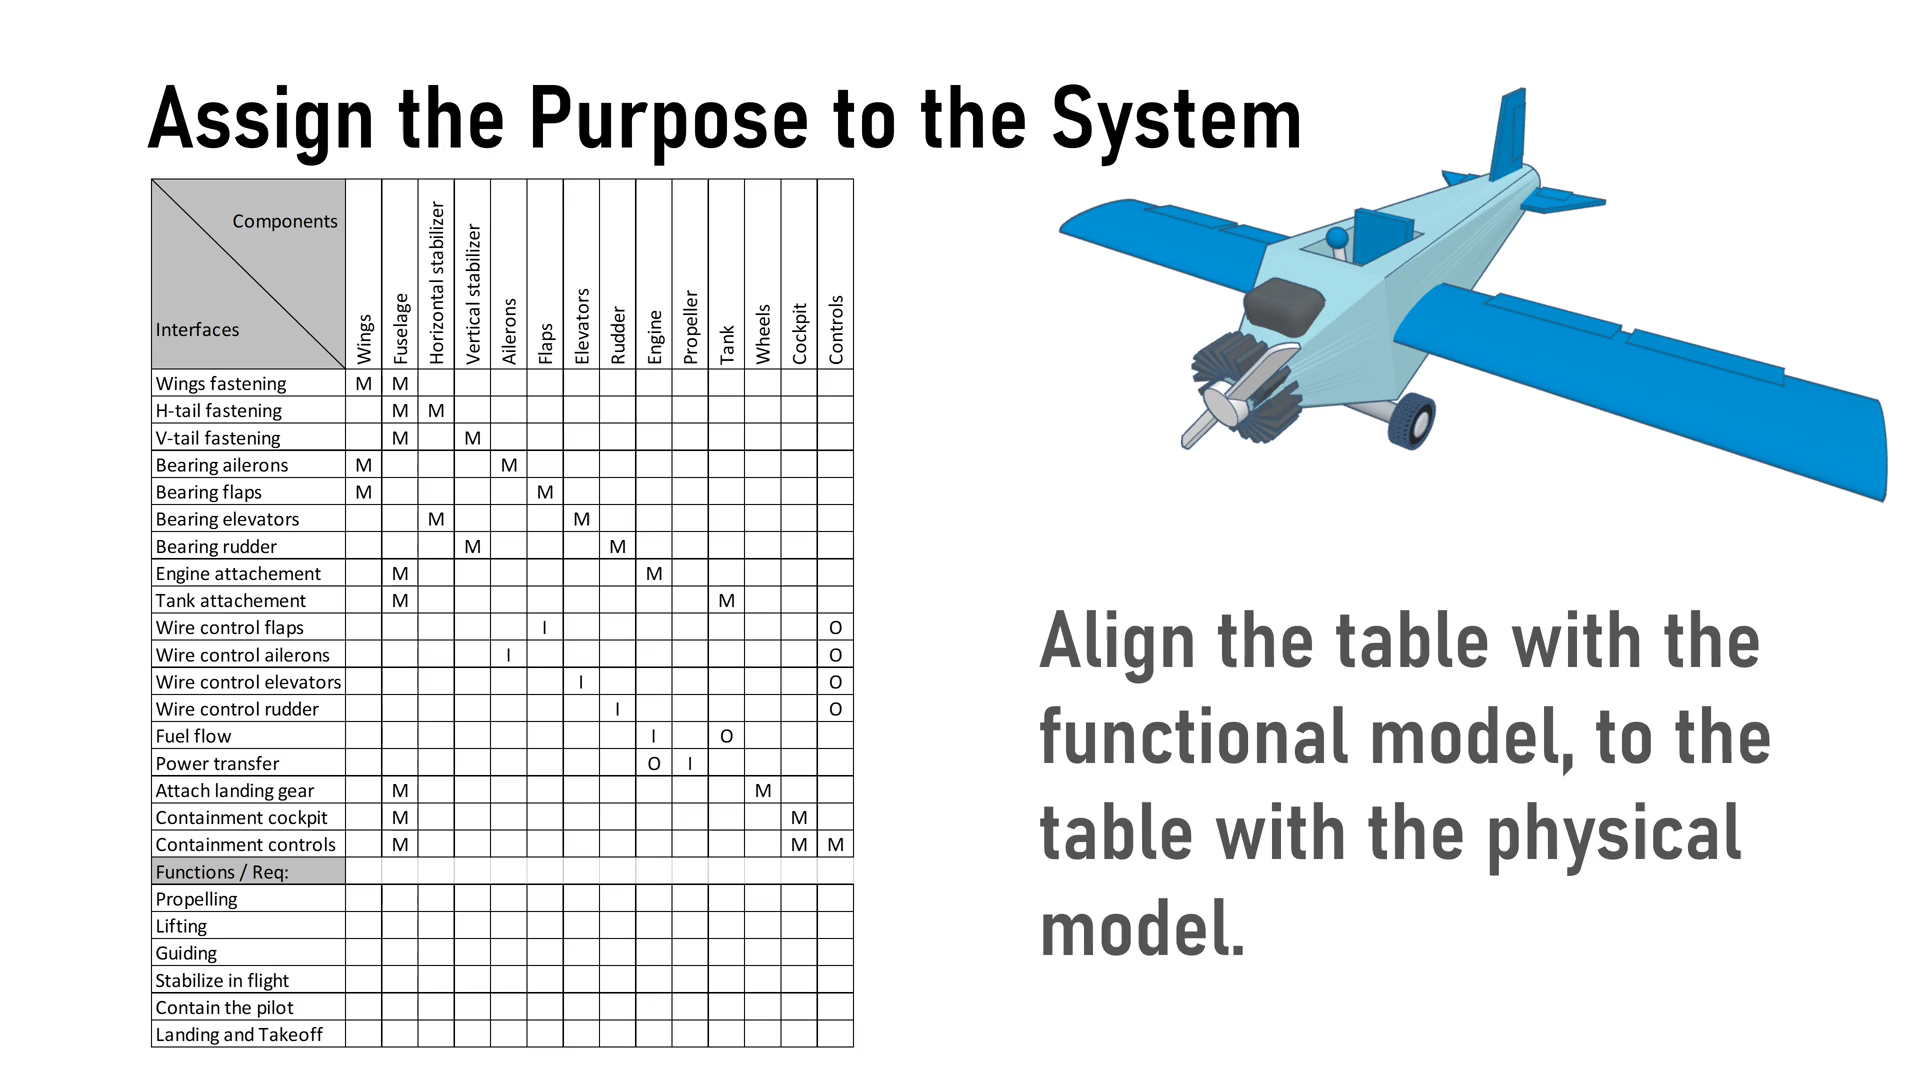 Assign the Purpose to the System
Components
Interfaces
Wings
Fuselage
Horizontal stabilizer
Vertical stabilizer
Ailerons
Flaps
Elevators
Rudder
Engine
Propeller
Tank
Wheels
Cockpit
Controls
Wings fastening M M
H-tail fastening M M
V-tail fastening M M
Bearing ailerons M M
Bearing flaps M M
Bearing elevators M M
Bearing rudder M M
Engine attachement M M
Tank attachement M M
Wire control flaps I O
Wire control ailerons I O
Wire control elevators I O
Wire control rudder I O
Fuel flow I O
Power transfer O I
Attach landing gear M M
Containment cockpit M M
Containment controls M M M
Functions / Req:
Propelling
Lifting
Guiding
Stabilize in flight
Contain the pilot
Landing and Takeoff
Align the table with the
functional model, to the
table with the physical
model.